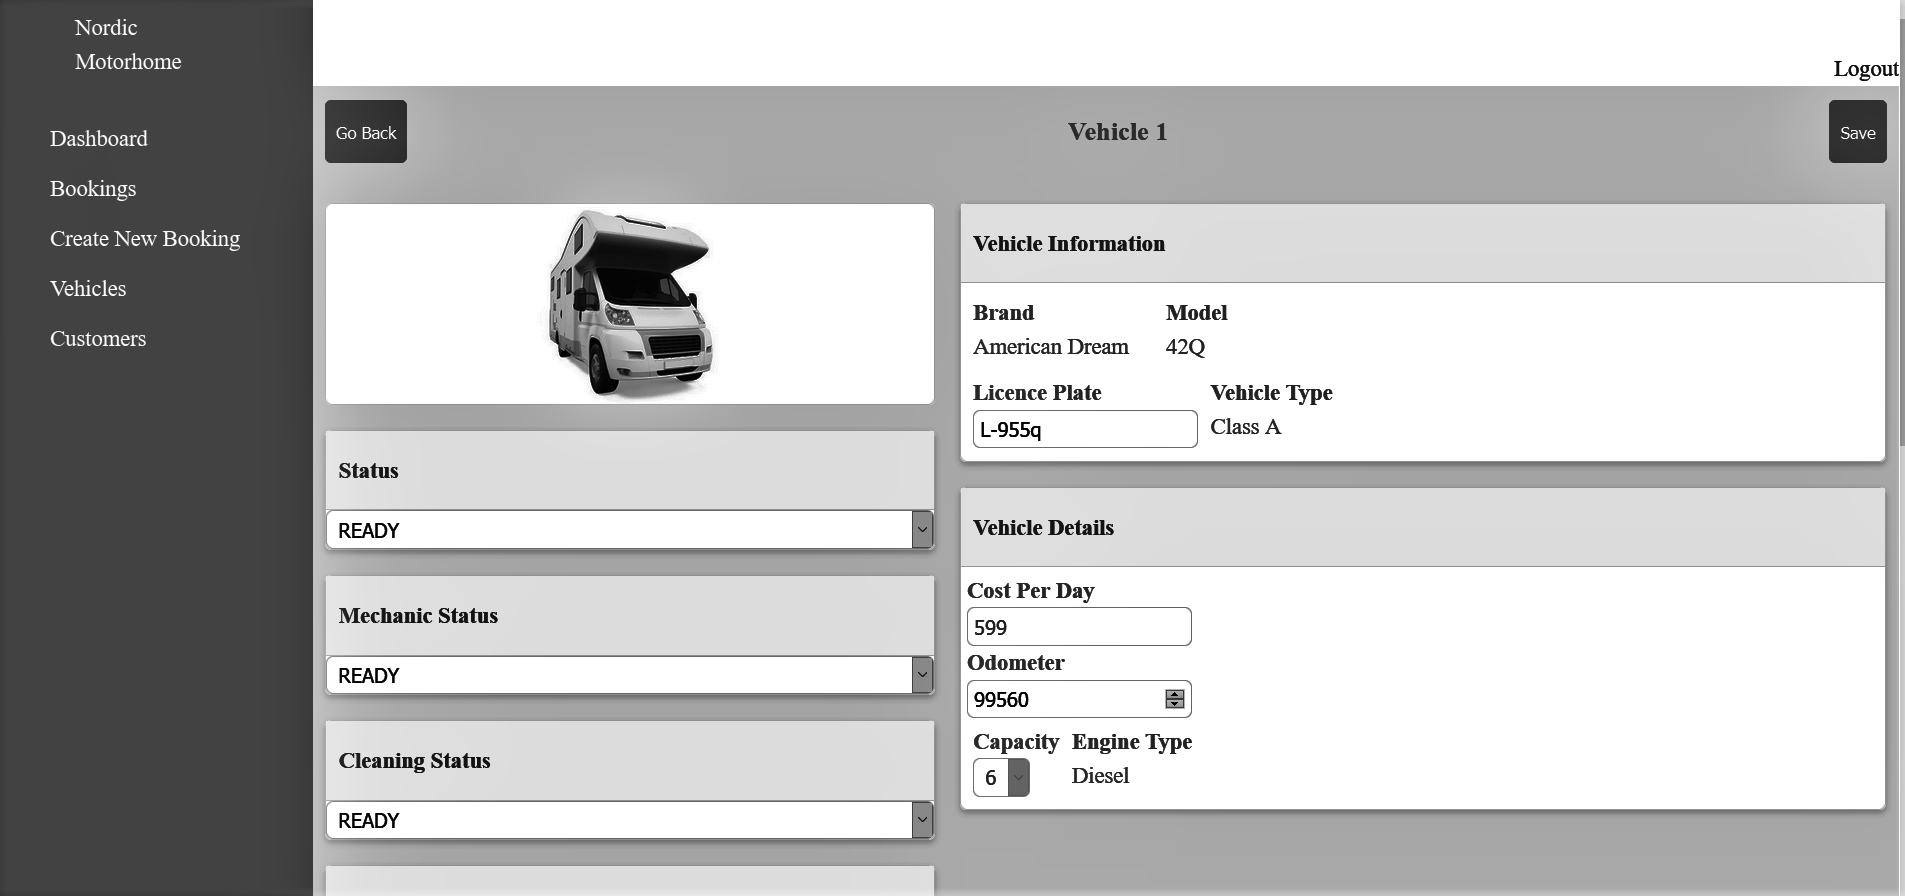 Nordic
Motorhome
Dashboard
Bookings
Create New Booking
Vehicles
Customers
Logout
Go Back
Vehicle 1
Save
Status
READY
Mechanic Status
READY
Cleaning Status
READY
Vehicle Information
Brand Model
American Dream 42Q
Licence Plate Vehicle Type
L-955q Class A
Vehicle Details
Cost Per Day
599
Odometer
99560
Capacity Engine Type
6 Diesel